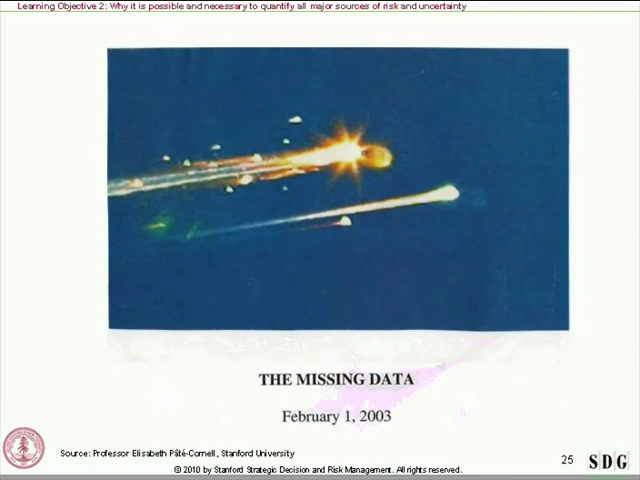 Learning Objective 2: Why it is possible and necessary to quantify all major sources of risk and uncertainty
THE MISSING DATA
February 1, 2003
Source: Professor Elisabeth Pâté-Cornell, Stanford University
25
SDG
© 2010 by Stanford Strategic Decision and Risk Management. All rights reserved.